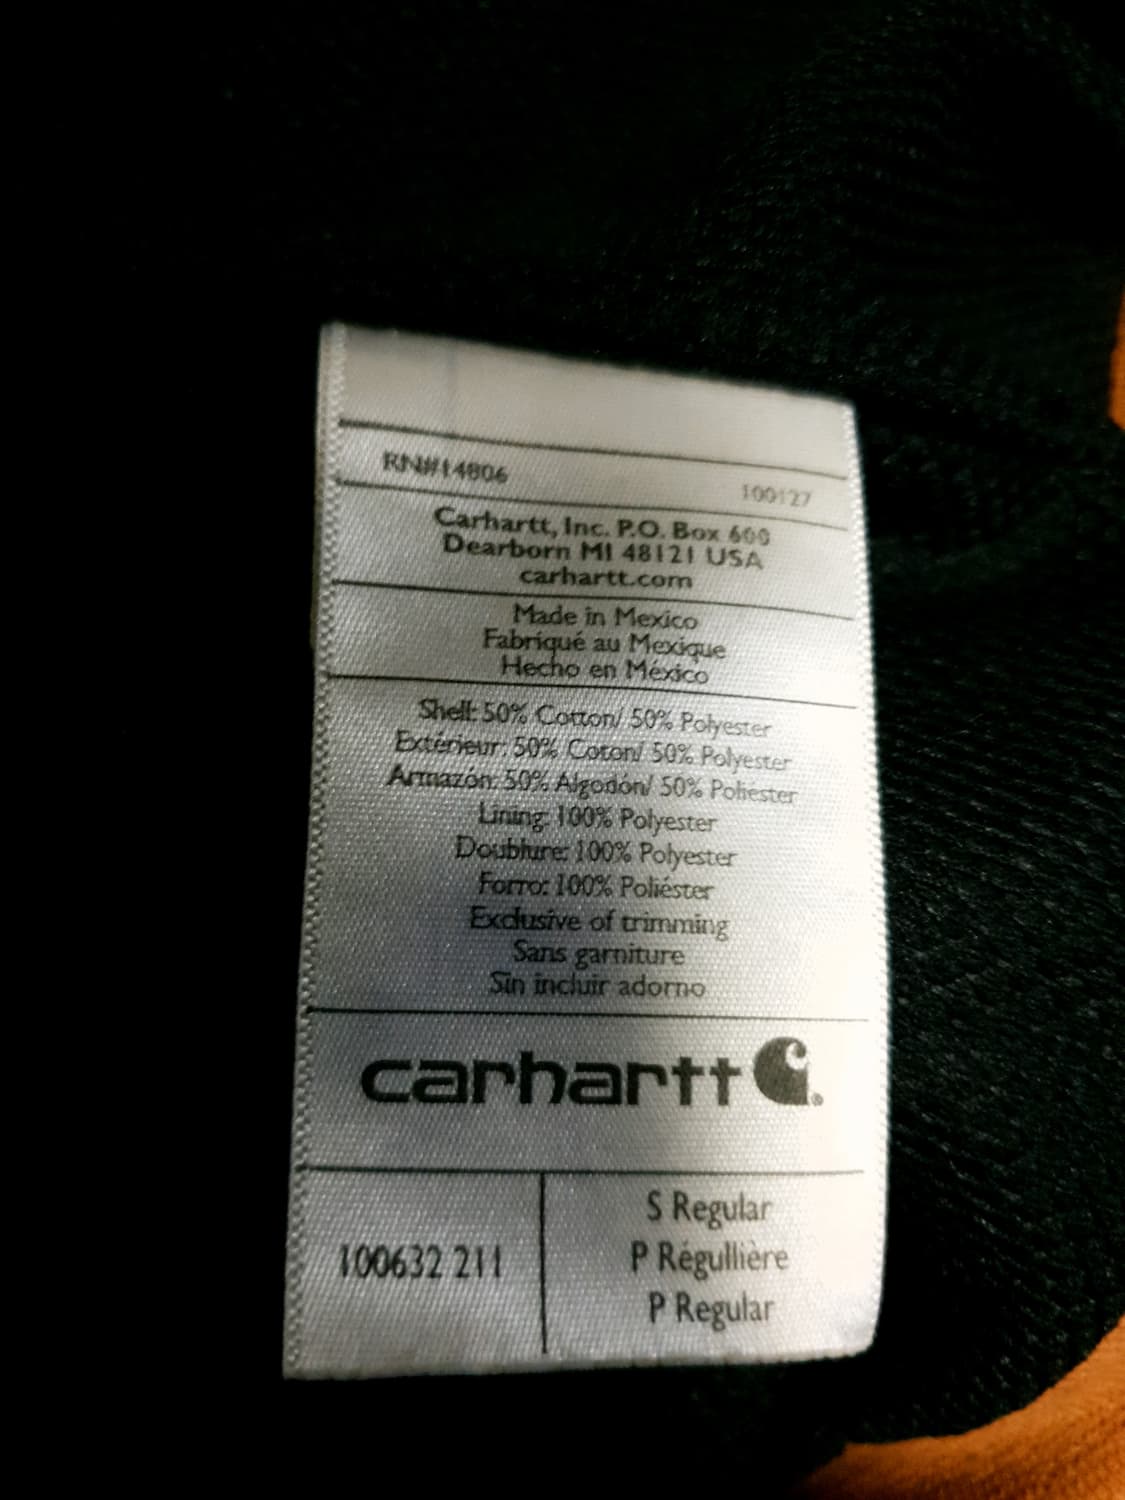 RN#14806
100127
Carhartt, Inc. P.O. Box 600
Dearborn MI 48121 USA
carhartt.com
Made in Mexico
Fabriqué au Mexique
Hecho en México
Shell: 50% Cotton/ 50% Polyester
Extérieur: 50% Coton/ 50% Polyester
Armazón: 50% Algodón/ 50% Poliéster
Lining: 100% Polyester
Doublure: 100% Polyester
Forro: 100% Poliéster
Exclusive of trimming
Sans garniture
Sin incluir adorno
carhartt®
100632 211
S Regular
P Régullière
P Regular